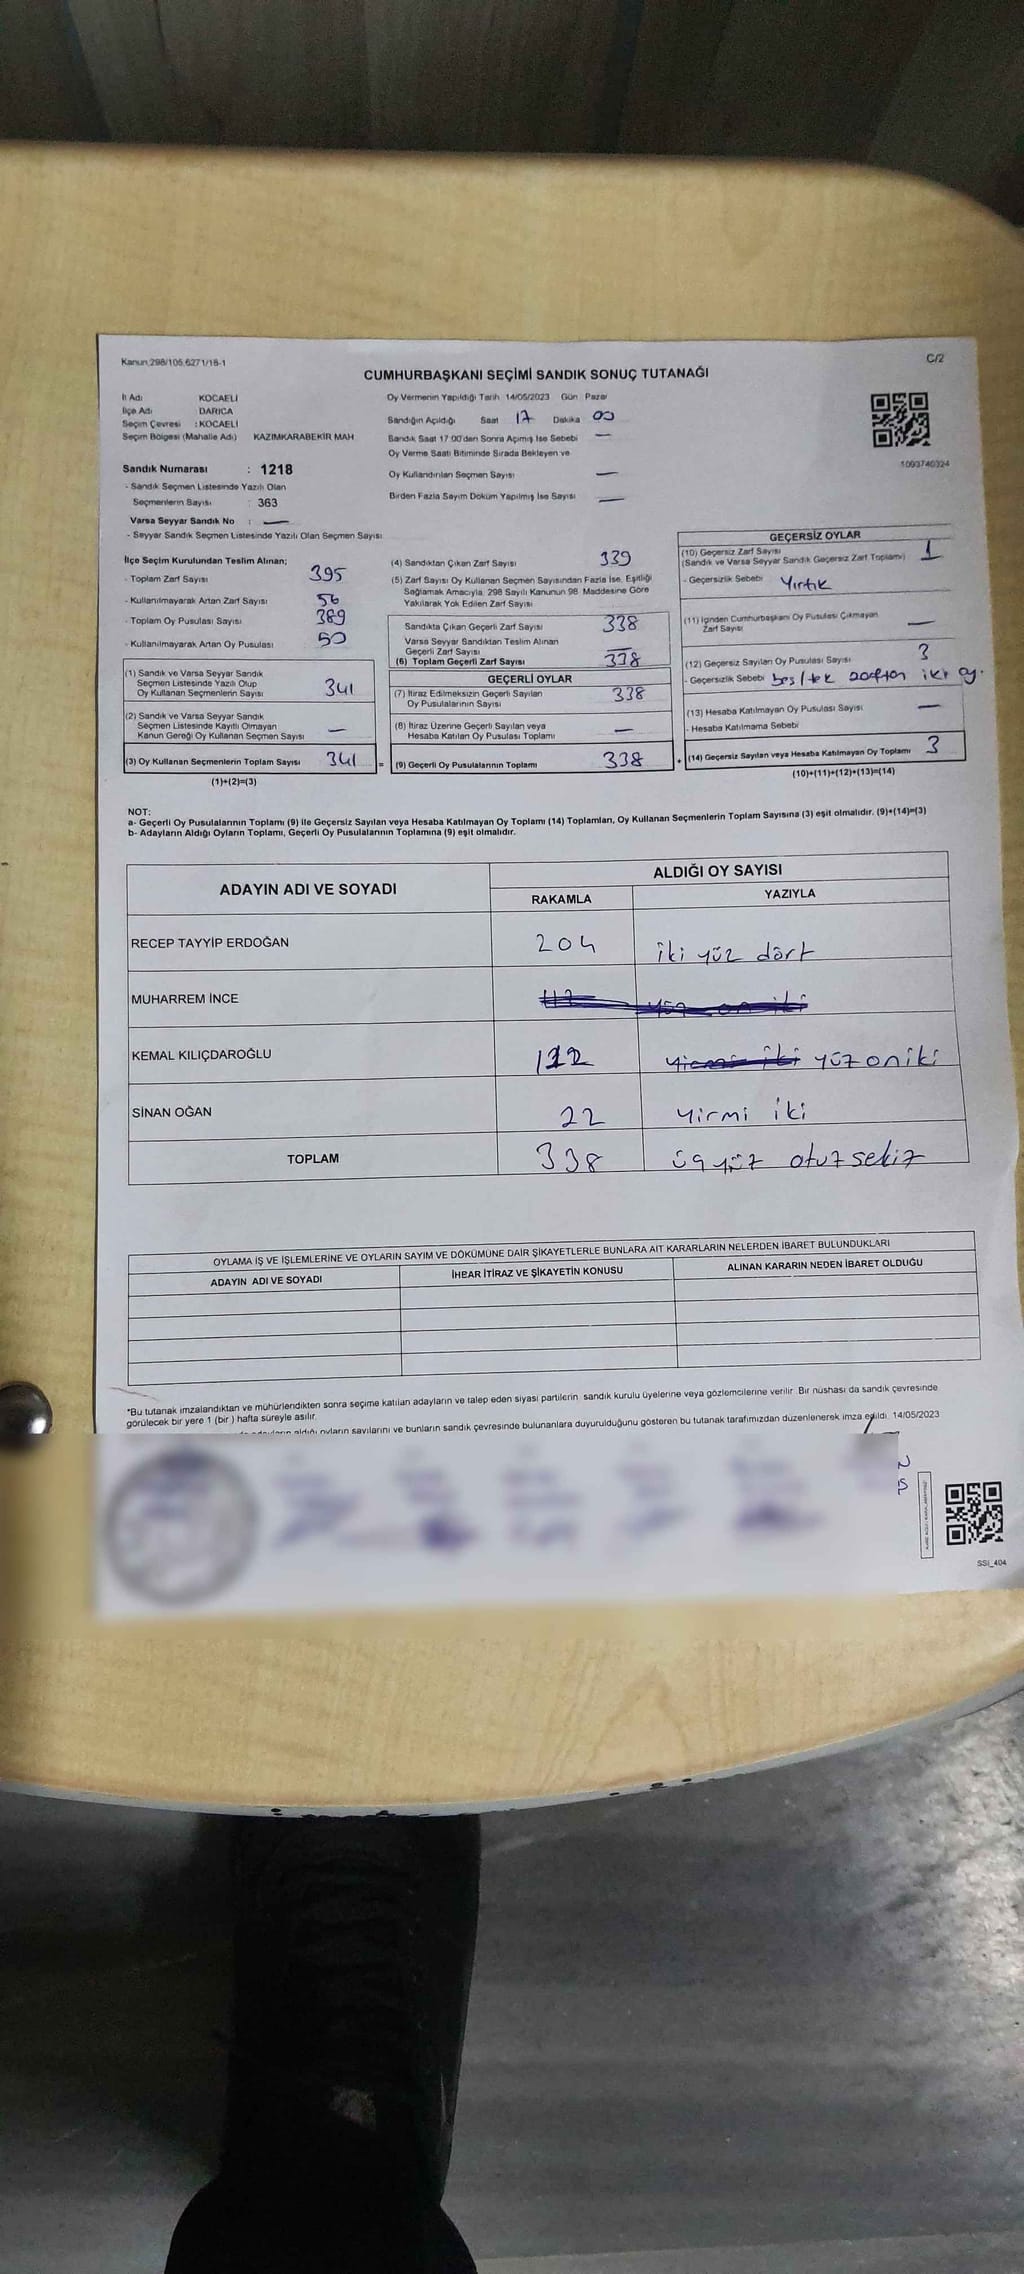 Kanun 298/105,6271/18-1
C/2
CUMHURBAŞKANI SEÇİMİ SANDIK SONUÇ TUTANAĞI
İl Adı KOCAELİ
İlçe Adı DARICA
Seçim Çevresi : KOCAELİ
Seçim Bölgesi (Mahalle Adı) KAZIMKARABEKİR MAH
Sandık Numarası : 1218
- Sandık Seçmen Listesinde Yazılı Olan
Seçmenlerin Sayısı : 363
Varsa Seyyar Sandık No : —
- Seyyar Sandık Seçmen Listesinde Yazılı Olan Seçmen Sayısı
Oy Vermenin Yapıldığı Tarih 14/05/2023 Gün Pazar
Sandığın Açıldığı Saat 17 Dakika 00
Sandık Saat 17:00'den Sonra Açımış İse Sebebi —
Oy Verme Saati Bitiminde Sırada Bekleyen ve
Oy Kullandırılan Seçmen Sayısı —
Birden Fazla Sayım Döküm Yapılmış İse Sayısı —
1093740324
İlçe Seçim Kurulundan Teslim Alınan;
- Toplam Zarf Sayısı 395
- Kullanılmayarak Artan Zarf Sayısı 56
- Toplam Oy Pusulası Sayısı 389
- Kullanılmayarak Artan Oy Pusulası 50
(1) Sandık ve Varsa Seyyar Sandık
Seçmen Listesinde Yazılı Olup
Oy Kullanan Seçmenlerin Sayısı 341
(2) Sandık ve Varsa Seyyar Sandık
Seçmen Listesinde Kayıtlı Olmayan
Kanun Gereği Oy Kullanan Seçmen Sayısı —
(3) Oy Kullanan Seçmenlerin Toplam Sayısı 341 =
(1)+(2)=(3)
(4) Sandıktan Çıkan Zarf Sayısı 339
(5) Zarf Sayısı Oy Kullanan Seçmen Sayısından Fazla İse, Eşitliği
Sağlamak Amacıyla, 298 Sayılı Kanunun 98. Maddesine Göre
Yakılarak Yok Edilen Zarf Sayısı
Sandıkta Çıkan Geçerli Zarf Sayısı 338
Varsa Seyyar Sandıktan Teslim Alınan
Geçerli Zarf Sayısı —
(6) Toplam Geçerli Zarf Sayısı 338
GEÇERLİ OYLAR
(7) İtiraz Edilmeksizin Geçerli Sayılan
Oy Pusulalarının Sayısı 338
(8) İtiraz Üzerine Geçerli Sayılan veya
Hesaba Katılan Oy Pusulası Toplamı —
(9) Geçerli Oy Pusulalarının Toplamı 338 +
GEÇERSİZ OYLAR
(10) Geçersiz Zarf Sayısı
(Sandık ve Varsa Seyyar Sandık Geçersiz Zarf Toplamı) 1
- Geçersizlik Sebebi Yırtık
(11) İçinden Cumhurbaşkanı Oy Pusulası Çıkmayan
Zarf Sayısı —
(12) Geçersiz Sayılan Oy Pusulası Sayısı 3
- Geçersizlik Sebebi boş / tek zarftan iki oy.
(13) Hesaba Katılmayan Oy Pusulası Sayısı —
- Hesaba Katılmama Sebebi
(14) Geçersiz Sayılan veya Hesaba Katılmayan Oy Toplamı 3
(10)+(11)+(12)+(13)=(14)
NOT:
a- Geçerli Oy Pusulalarının Toplamı (9) ile Geçersiz Sayılan veya Hesaba Katılmayan Oy Toplamı (14) Toplamları, Oy Kullanan Seçmenlerin Toplam Sayısına (3) eşit olmalıdır. (9)+(14)=(3)
b- Adayların Aldığı Oyların Toplamı, Geçerli Oy Pusulalarının Toplamına (9) eşit olmalıdır.
ADAYIN ADI VE SOYADI
ALDIĞI OY SAYISI
RAKAMLA YAZIYLA
RECEP TAYYİP ERDOĞAN 204 iki yüz dört
MUHARREM İNCE 112 yüz on iki
KEMAL KILIÇDAROĞLU 112 yirmi iki yüz oniki
SİNAN OĞAN 22 yirmi iki
TOPLAM 338 üç yüz otuz sekiz
OYLAMA İŞ VE İŞLEMLERİNE VE OYLARIN SAYIM VE DÖKÜMÜNE DAİR ŞİKAYETLERLE BUNLARA AİT KARARLARIN NELERDEN İBARET BULUNDUKLARI
ADAYIN ADI VE SOYADI İHBAR İTİRAZ VE ŞİKAYETİN KONUSU ALINAN KARARIN NEDEN İBARET OLDUĞU
*Bu tutanak imzalandıktan ve mühürlendikten sonra seçime katılan adayların ve talep eden siyasi partilerin sandık kurulu üyelerine veya gözlemcilerine verilir. Bir nüshası da sandık çevresinde
görülecek bir yere 1 (bir) hafta süreyle asılır.
aldığı oyların sayılarını ve bunların sandık çevresinde bulunanlara duyurulduğunu gösteren bu tutanak tarafımızdan düzenlenerek imza edildi. 14/05/2023
SSİ_404